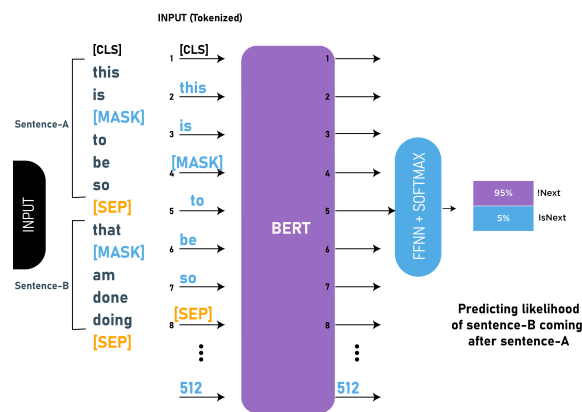 INPUT (Tokenized)
[CLS]
this
is
[MASK]
to
be
so
[SEP]
that
[MASK]
am
done
doing
[SEP]
Sentence-A
Sentence-B
INPUT
1 [CLS]
2 this
3 is
4 [MASK]
5 to
6 be
7 so
8 [SEP]
512
BERT
1
2
3
4
5
6
7
8
512
FFNN + SOFTMAX
95% !Next
5% IsNext
Predicting likelihood
of sentence-B coming
after sentence-A